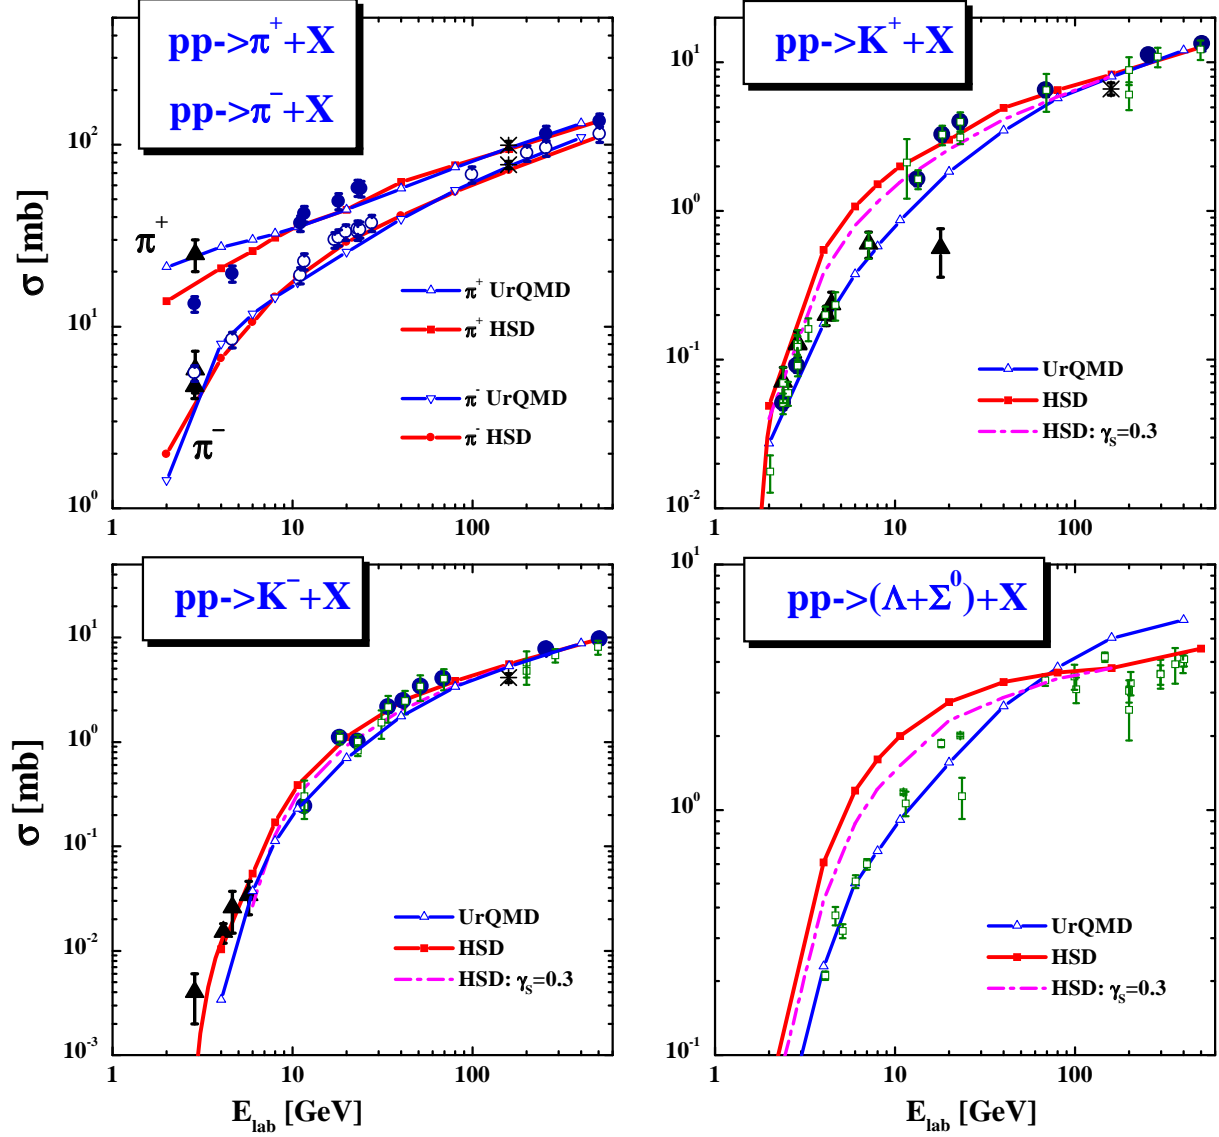 pp->π⁺+X
pp->π⁻+X
σ [mb]
10²
10¹
10⁰
π⁺
π⁻
π⁺ UrQMD
π⁺ HSD
π⁻ UrQMD
π⁻ HSD
1
10
100
pp->K⁺+X
10¹
10⁰
10⁻¹
10⁻²
UrQMD
HSD
HSD: γₛ=0.3
1
10
100
pp->K⁻+X
σ [mb]
10¹
10⁰
10⁻¹
10⁻²
10⁻³
UrQMD
HSD
HSD: γₛ=0.3
1
10
100
E_lab [GeV]
pp->(Λ+Σ⁰)+X
10¹
10⁰
10⁻¹
UrQMD
HSD
HSD: γₛ=0.3
1
10
100
E_lab [GeV]